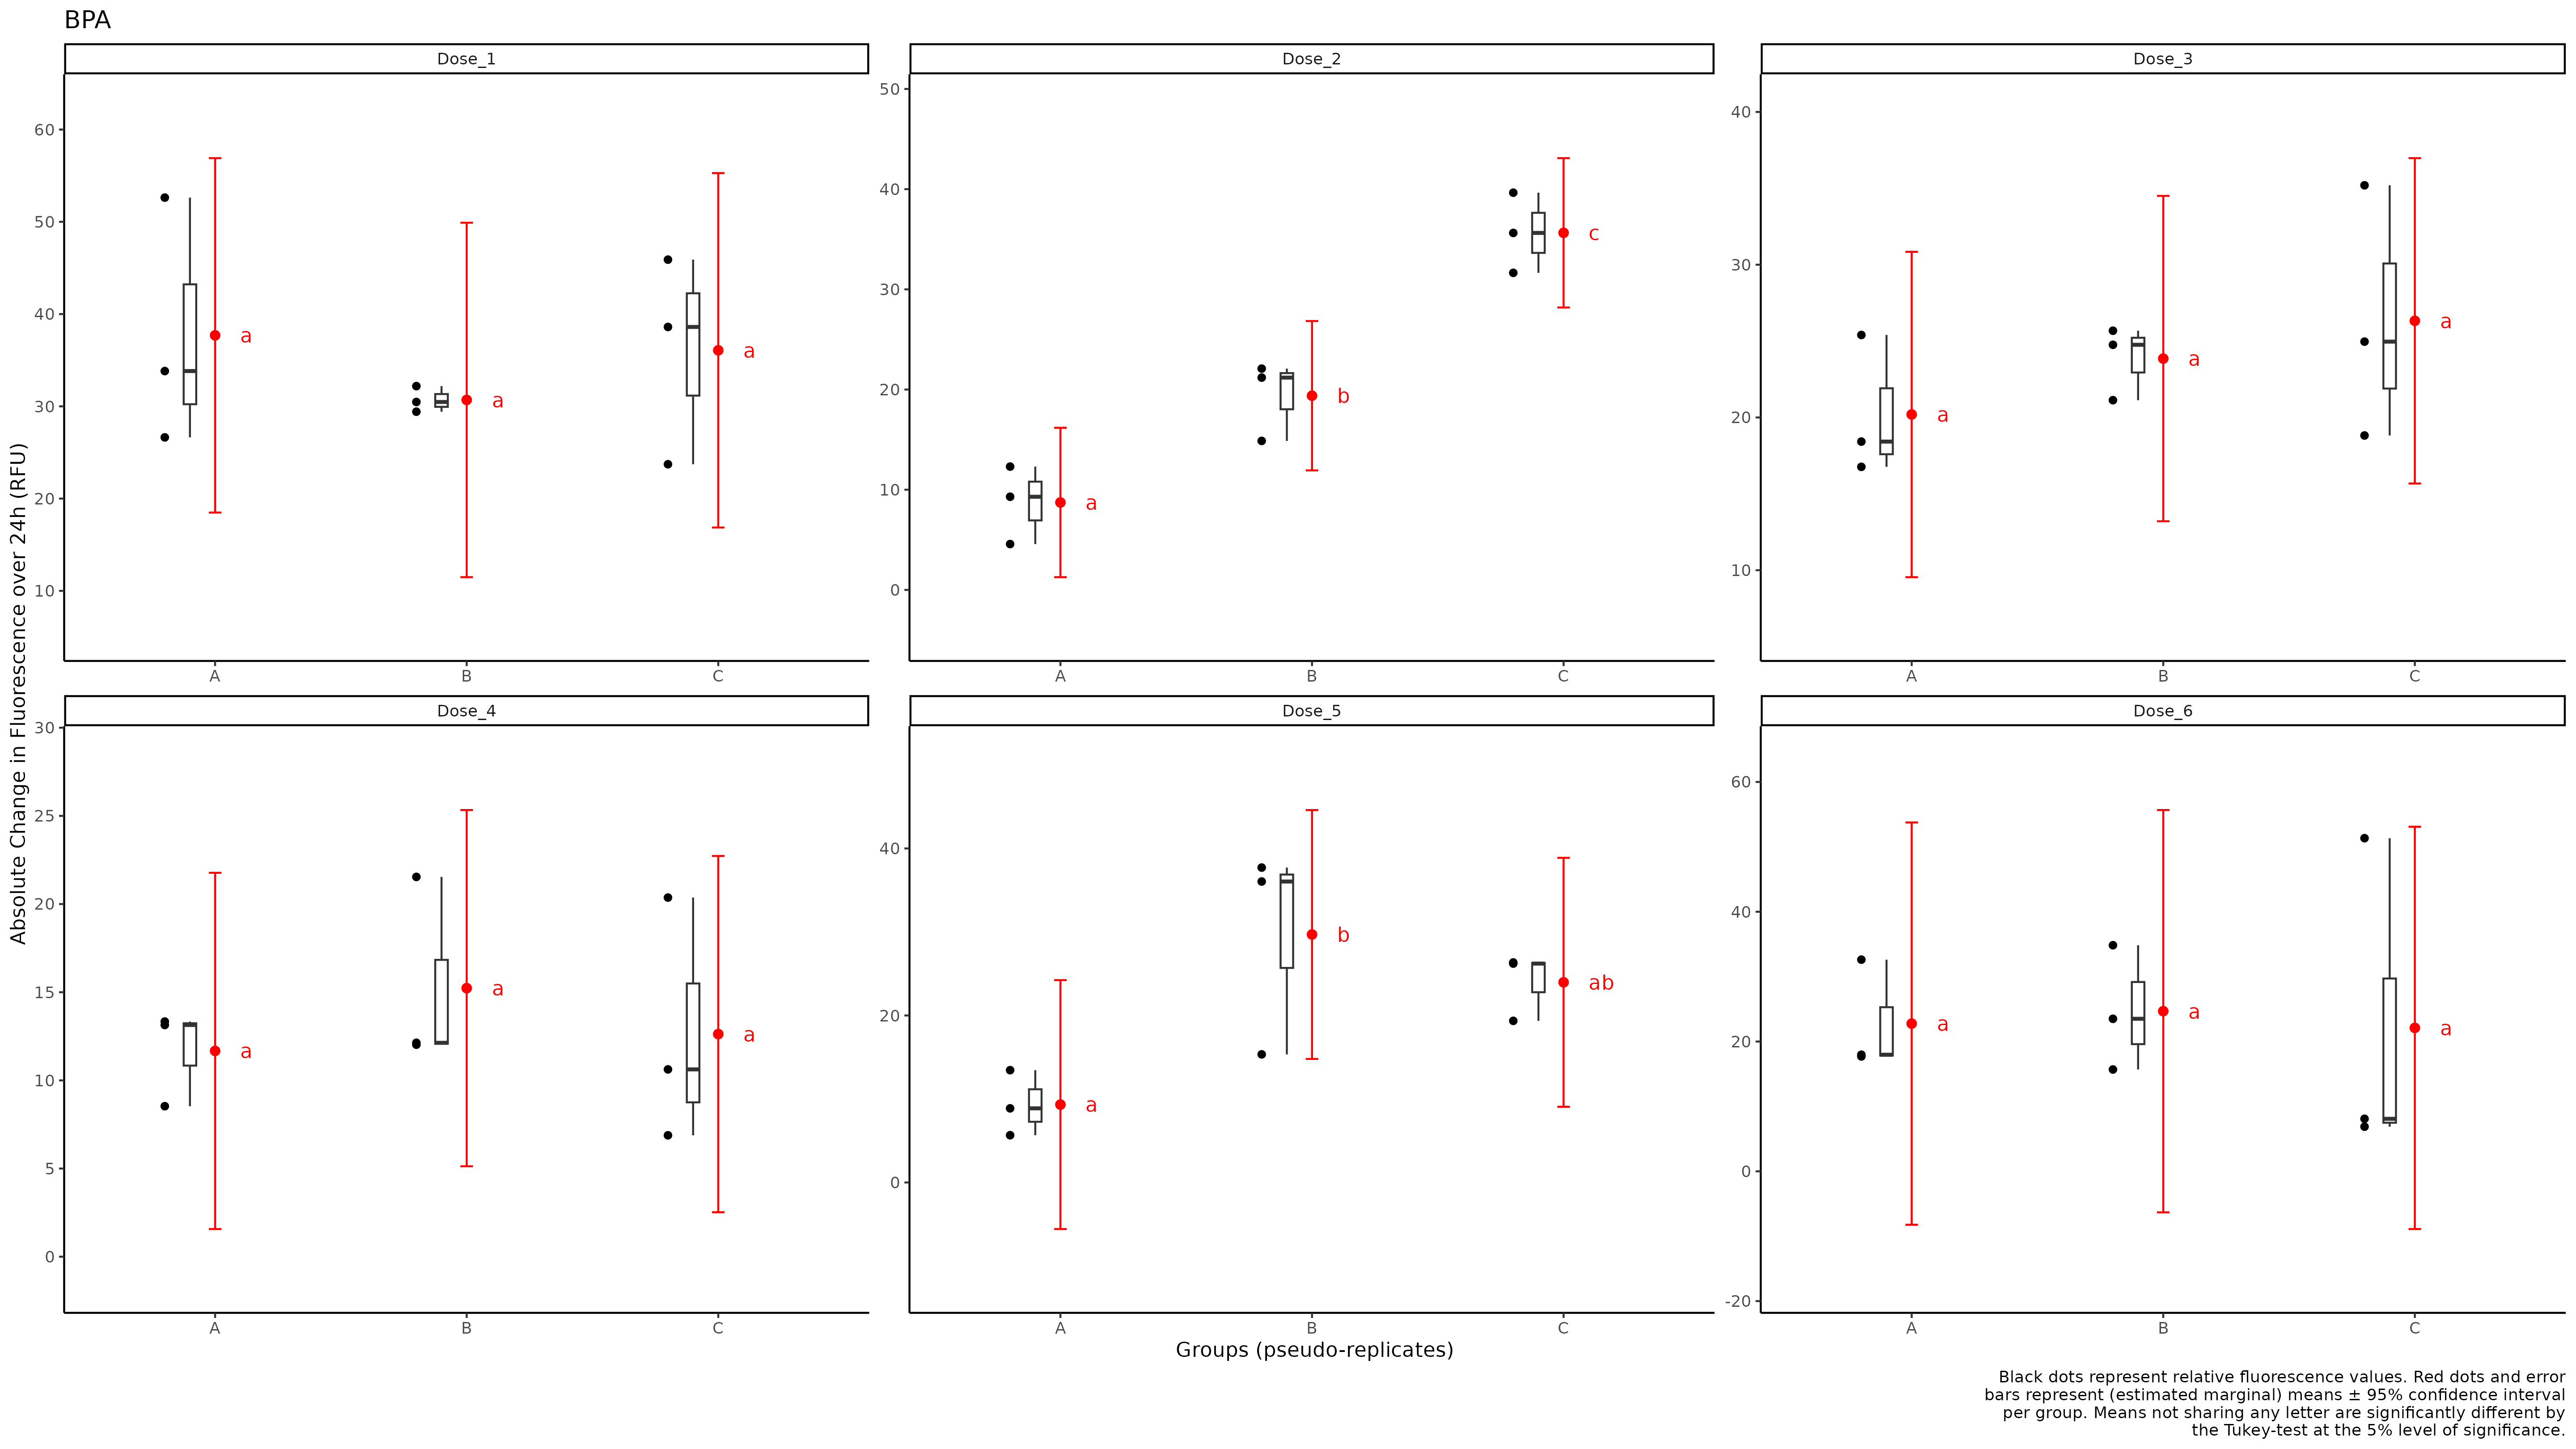 BPA
Absolute Change in Fluorescence over 24h (RFU)
Dose_1
60
50
40
30
20
10
a
a
a
A
B
C
Dose_2
50
40
30
20
10
0
a
b
c
A
B
C
Dose_3
40
30
20
10
a
a
a
A
B
C
Dose_4
30
25
20
15
10
5
0
a
a
a
A
B
C
Dose_5
40
20
0
a
b
ab
A
B
C
Dose_6
60
40
20
0
-20
a
a
a
A
B
C
Groups (pseudo-replicates)
Black dots represent relative fluorescence values. Red dots and error
bars represent (estimated marginal) means ± 95% confidence interval
per group. Means not sharing any letter are significantly different by
the Tukey-test at the 5% level of significance.